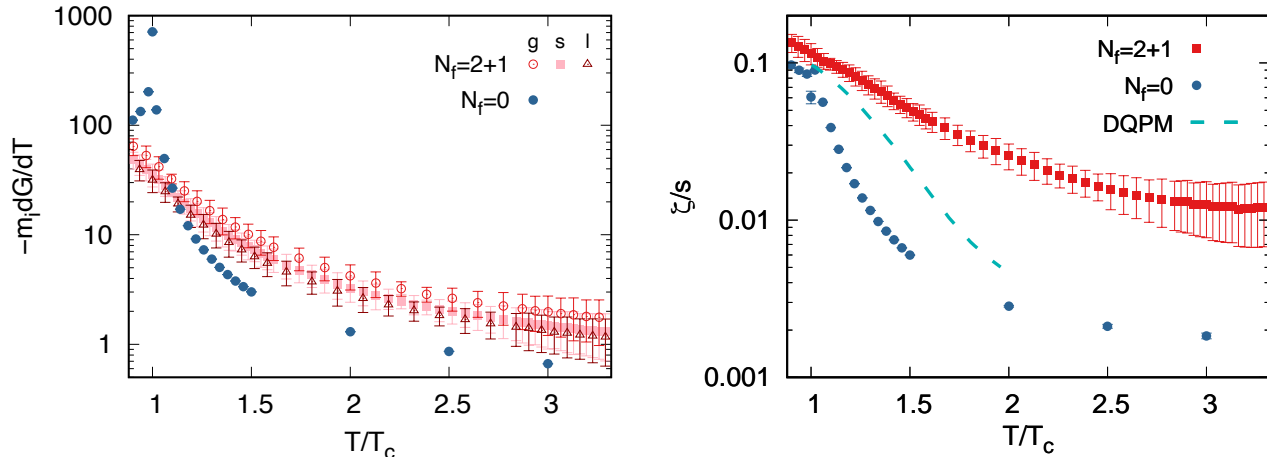 1000
100
10
1
−mᵢdG/dT
g s l
N_f=2+1
N_f=0
1 1.5 2 2.5 3
T/T_c
0.1
0.01
0.001
ζ/s
N_f=2+1
N_f=0
DQPM
1 1.5 2 2.5 3
T/T_c